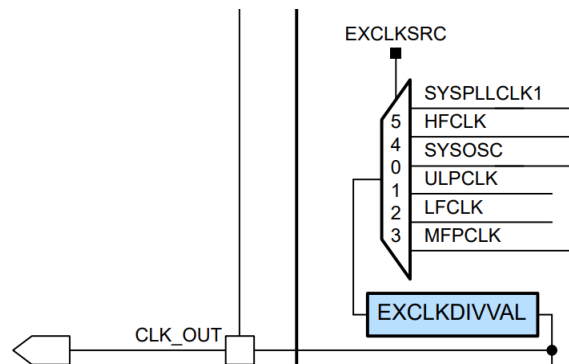 EXCLKSRC
SYSPLLCLK1
5
HFCLK
4
SYSOSC
0
ULPCLK
1
LFCLK
2
MFPCLK
3
EXCLKDIVVAL
CLK_OUT